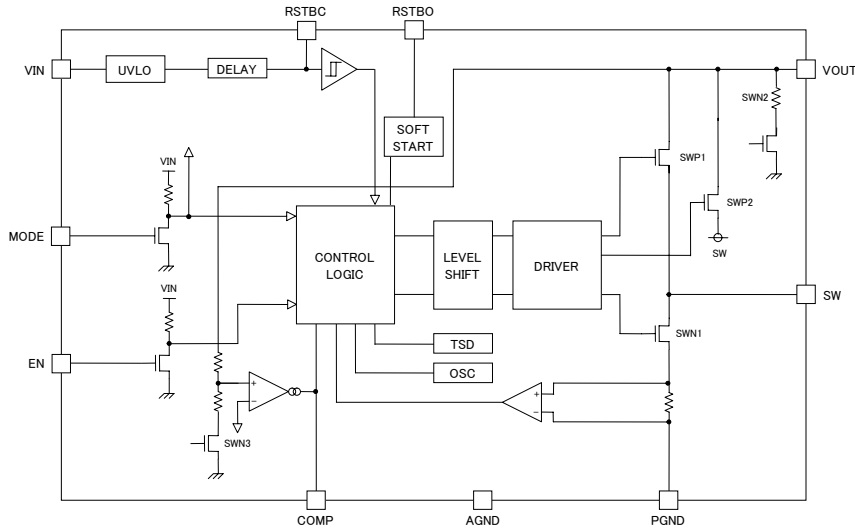 RSTBC
RSTBO
VIN
UVLO
DELAY
VOUT
SWN2
SOFT
START
SWP1
VIN
SWP2
MODE
CONTROL
LOGIC
LEVEL
SHIFT
DRIVER
SW
VIN
SW
SWN1
EN
TSD
OSC
+
−
+
−
SWN3
COMP
AGND
PGND